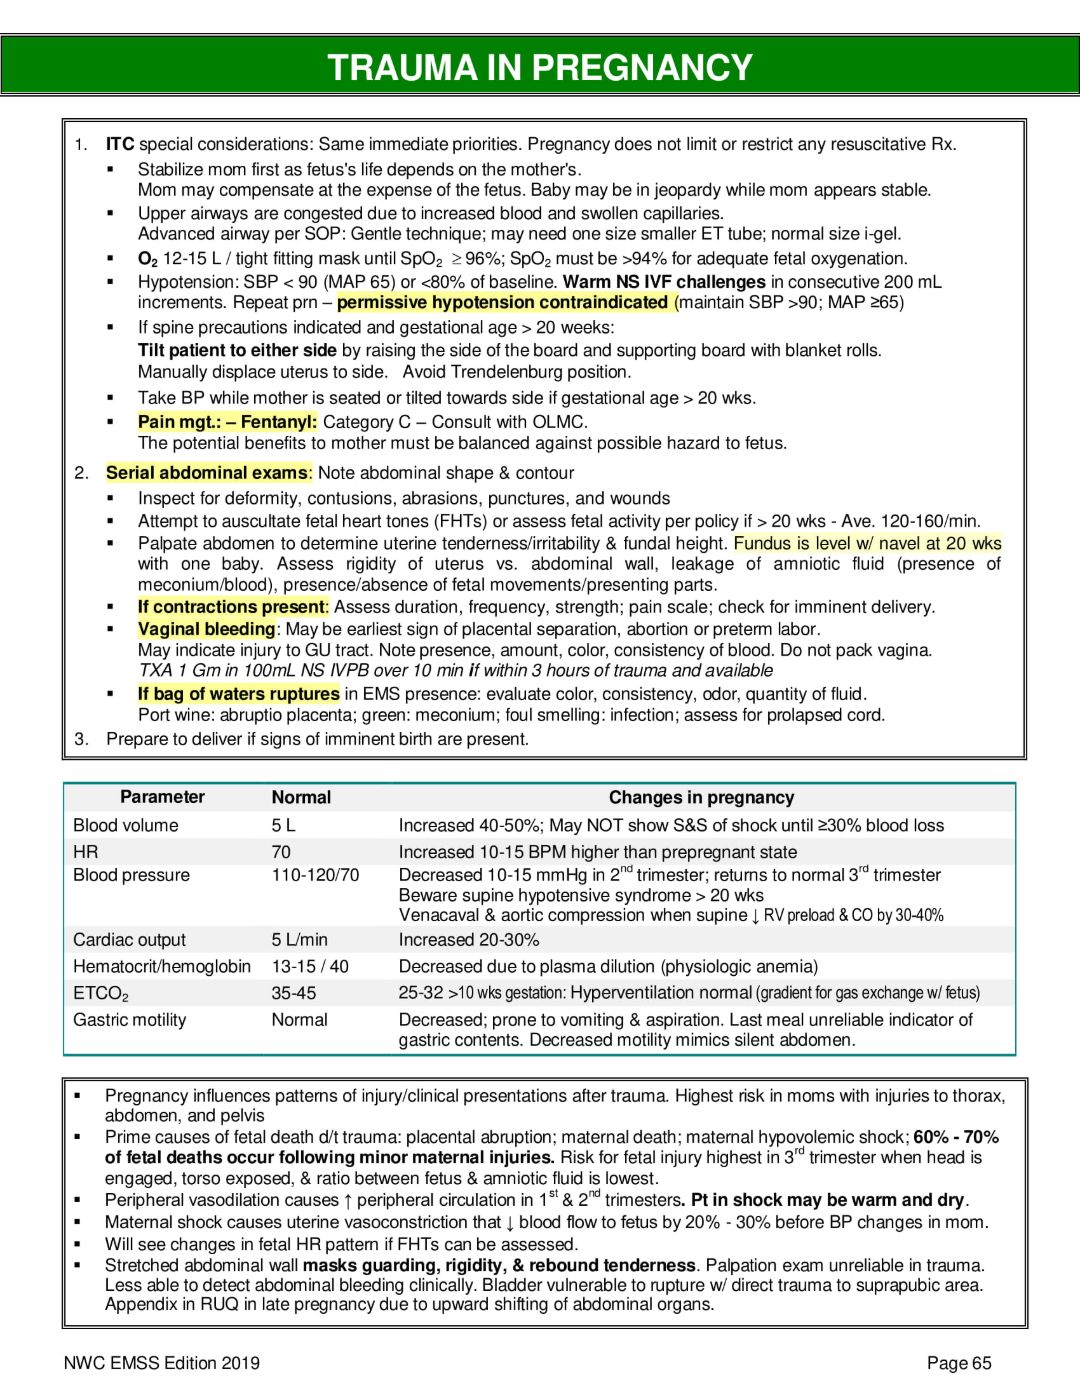 TRAUMA IN PREGNANCY
1. ITC special considerations: Same immediate priorities. Pregnancy does not limit or restrict any resuscitative Rx.
▪ Stabilize mom first as fetus's life depends on the mother's.
Mom may compensate at the expense of the fetus. Baby may be in jeopardy while mom appears stable.
▪ Upper airways are congested due to increased blood and swollen capillaries.
Advanced airway per SOP: Gentle technique; may need one size smaller ET tube; normal size i-gel.
▪ O2 12-15 L / tight fitting mask until SpO2 ≥ 96%; SpO2 must be >94% for adequate fetal oxygenation.
▪ Hypotension: SBP < 90 (MAP 65) or <80% of baseline. Warm NS IVF challenges in consecutive 200 mL
increments. Repeat prn – permissive hypotension contraindicated (maintain SBP >90; MAP ≥65)
▪ If spine precautions indicated and gestational age > 20 weeks:
Tilt patient to either side by raising the side of the board and supporting board with blanket rolls.
Manually displace uterus to side. Avoid Trendelenburg position.
▪ Take BP while mother is seated or tilted towards side if gestational age > 20 wks.
▪ Pain mgt.: – Fentanyl: Category C – Consult with OLMC.
The potential benefits to mother must be balanced against possible hazard to fetus.
2. Serial abdominal exams: Note abdominal shape & contour
▪ Inspect for deformity, contusions, abrasions, punctures, and wounds
▪ Attempt to auscultate fetal heart tones (FHTs) or assess fetal activity per policy if > 20 wks - Ave. 120-160/min.
▪ Palpate abdomen to determine uterine tenderness/irritability & fundal height. Fundus is level w/ navel at 20 wks
with one baby. Assess rigidity of uterus vs. abdominal wall, leakage of amniotic fluid (presence of
meconium/blood), presence/absence of fetal movements/presenting parts.
▪ If contractions present: Assess duration, frequency, strength; pain scale; check for imminent delivery.
▪ Vaginal bleeding: May be earliest sign of placental separation, abortion or preterm labor.
May indicate injury to GU tract. Note presence, amount, color, consistency of blood. Do not pack vagina.
TXA 1 Gm in 100mL NS IVPB over 10 min if within 3 hours of trauma and available
▪ If bag of waters ruptures in EMS presence: evaluate color, consistency, odor, quantity of fluid.
Port wine: abruptio placenta; green: meconium; foul smelling: infection; assess for prolapsed cord.
3. Prepare to deliver if signs of imminent birth are present.
Parameter Normal Changes in pregnancy
Blood volume 5 L Increased 40-50%; May NOT show S&S of shock until ≥30% blood loss
HR 70 Increased 10-15 BPM higher than prepregnant state
Blood pressure 110-120/70 Decreased 10-15 mmHg in 2nd trimester; returns to normal 3rd trimester
Beware supine hypotensive syndrome > 20 wks
Venacaval & aortic compression when supine ↓ RV preload & CO by 30-40%
Cardiac output 5 L/min Increased 20-30%
Hematocrit/hemoglobin 13-15 / 40 Decreased due to plasma dilution (physiologic anemia)
ETCO2 35-45 25-32 >10 wks gestation: Hyperventilation normal (gradient for gas exchange w/ fetus)
Gastric motility Normal Decreased; prone to vomiting & aspiration. Last meal unreliable indicator of
gastric contents. Decreased motility mimics silent abdomen.
▪ Pregnancy influences patterns of injury/clinical presentations after trauma. Highest risk in moms with injuries to thorax,
abdomen, and pelvis
▪ Prime causes of fetal death d/t trauma: placental abruption; maternal death; maternal hypovolemic shock; 60% - 70%
of fetal deaths occur following minor maternal injuries. Risk for fetal injury highest in 3rd trimester when head is
engaged, torso exposed, & ratio between fetus & amniotic fluid is lowest.
▪ Peripheral vasodilation causes ↑ peripheral circulation in 1st & 2nd trimesters. Pt in shock may be warm and dry.
▪ Maternal shock causes uterine vasoconstriction that ↓ blood flow to fetus by 20% - 30% before BP changes in mom.
▪ Will see changes in fetal HR pattern if FHTs can be assessed.
▪ Stretched abdominal wall masks guarding, rigidity, & rebound tenderness. Palpation exam unreliable in trauma.
Less able to detect abdominal bleeding clinically. Bladder vulnerable to rupture w/ direct trauma to suprapubic area.
Appendix in RUQ in late pregnancy due to upward shifting of abdominal organs.
NWC EMSS Edition 2019 Page 65